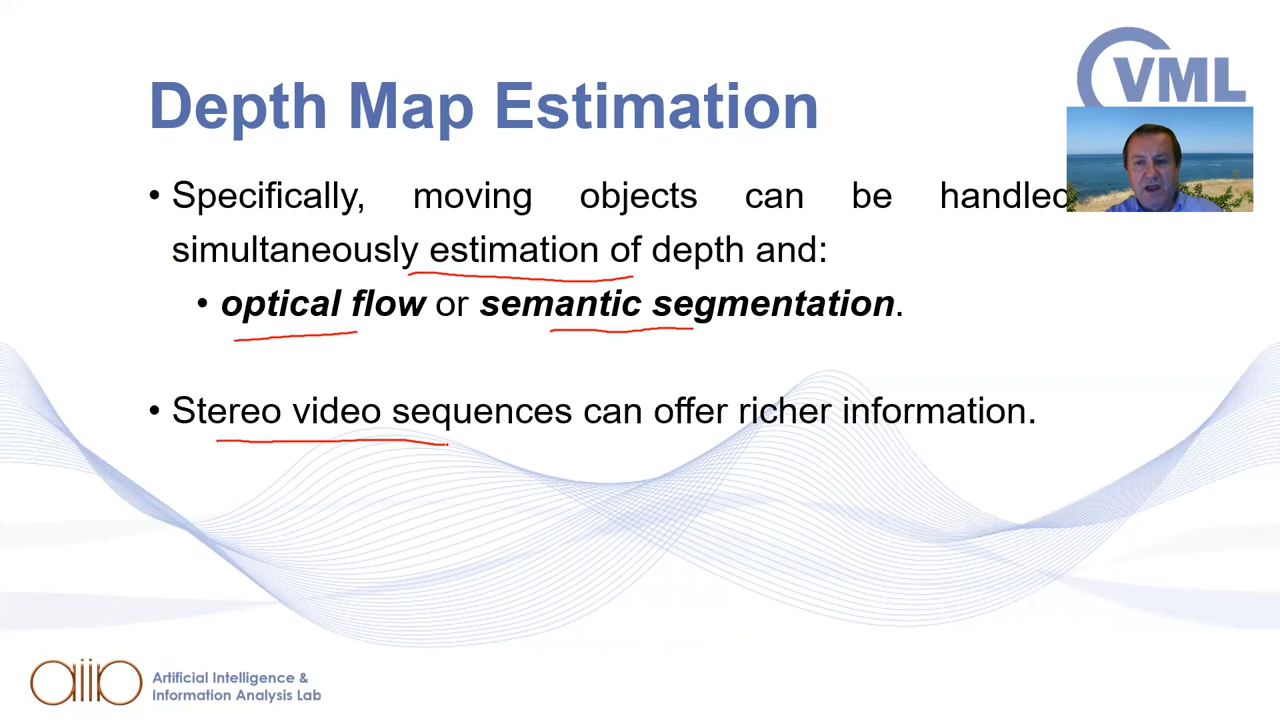 VML
Depth Map Estimation
• Specifically, moving objects can be handled
simultaneously estimation of depth and:
• optical flow or semantic segmentation.
• Stereo video sequences can offer richer information.
aiia
Artificial Intelligence &
Information Analysis Lab